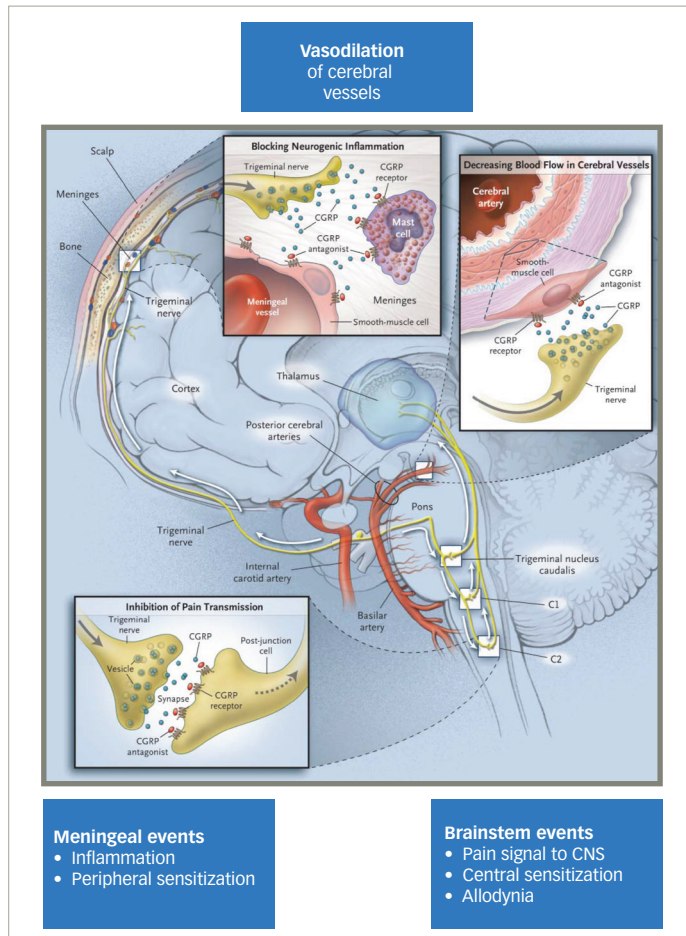 Vasodilation
of cerebral
vessels
Blocking Neurogenic Inflammation
Trigeminal nerve
CGRP
receptor
CGRP
Mast
cell
CGRP
antagonist
Meningeal
vessel
Meninges
Smooth-muscle cell
Decreasing Blood Flow in Cerebral Vessels
Cerebral
artery
Smooth-
muscle cell
CGRP
antagonist
CGRP
CGRP
receptor
Trigeminal
nerve
Scalp
Meninges
Bone
Trigeminal
nerve
Cortex
Thalamus
Posterior cerebral
arteries
Pons
Trigeminal
nerve
Internal
carotid artery
Trigeminal nucleus
caudalis
Basilar
artery
C1
C2
Inhibition of Pain Transmission
Trigeminal
nerve
CGRP
Post-junction
cell
Vesicle
Synapse
CGRP
receptor
CGRP
antagonist
Meningeal events
• Inflammation
• Peripheral sensitization
Brainstem events
• Pain signal to CNS
• Central sensitization
• Allodynia